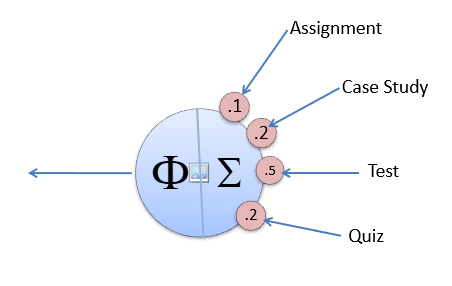 Assignment
.1
Case Study
.2
Φ Σ
.5
Test
.2
Quiz